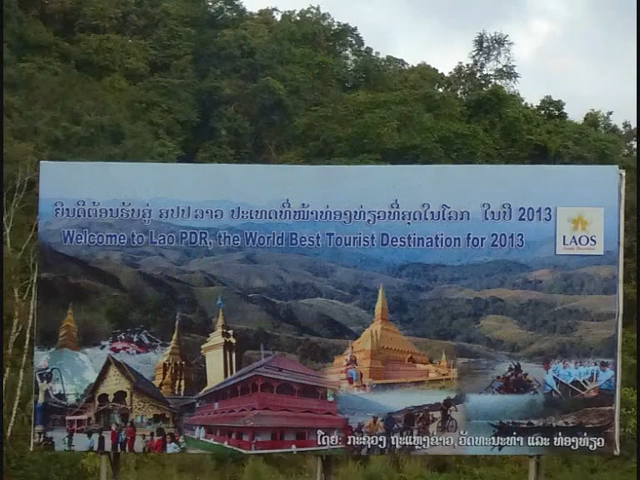 ຍິນດີຕ້ອນຮັບສູ່ ສປປ ລາວ ປະເທດທີ່ໜ້າທ່ອງທ່ຽວທີ່ສຸດໃນໂລກ ໃນປີ 2013
Welcome to Lao PDR, the World Best Tourist Destination for 2013
LAOS
ໂດຍ: ກະຊວງ ຖະແຫຼງຂ່າວ, ວັດທະນະທຳ ແລະ ທ່ອງທ່ຽວ